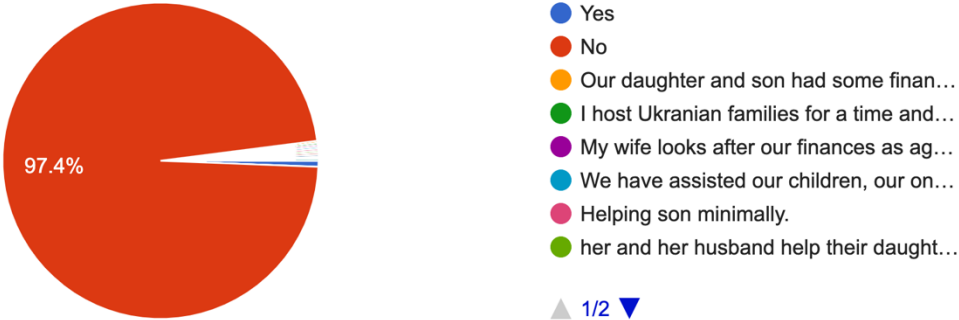 97.4%
Yes
No
Our daughter and son had some finan…
I host Ukranian families for a time and…
My wife looks after our finances as ag…
We have assisted our children, our on…
Helping son minimally.
her and her husband help their daught…
1/2